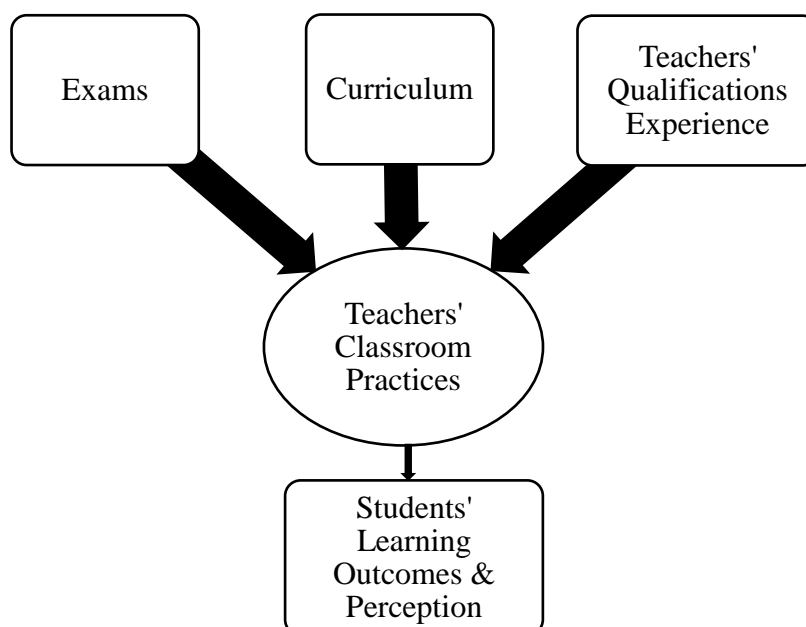 Exams
Curriculum
Teachers'
Qualifications
Experience
Teachers'
Classroom
Practices
Students'
Learning
Outcomes &
Perception